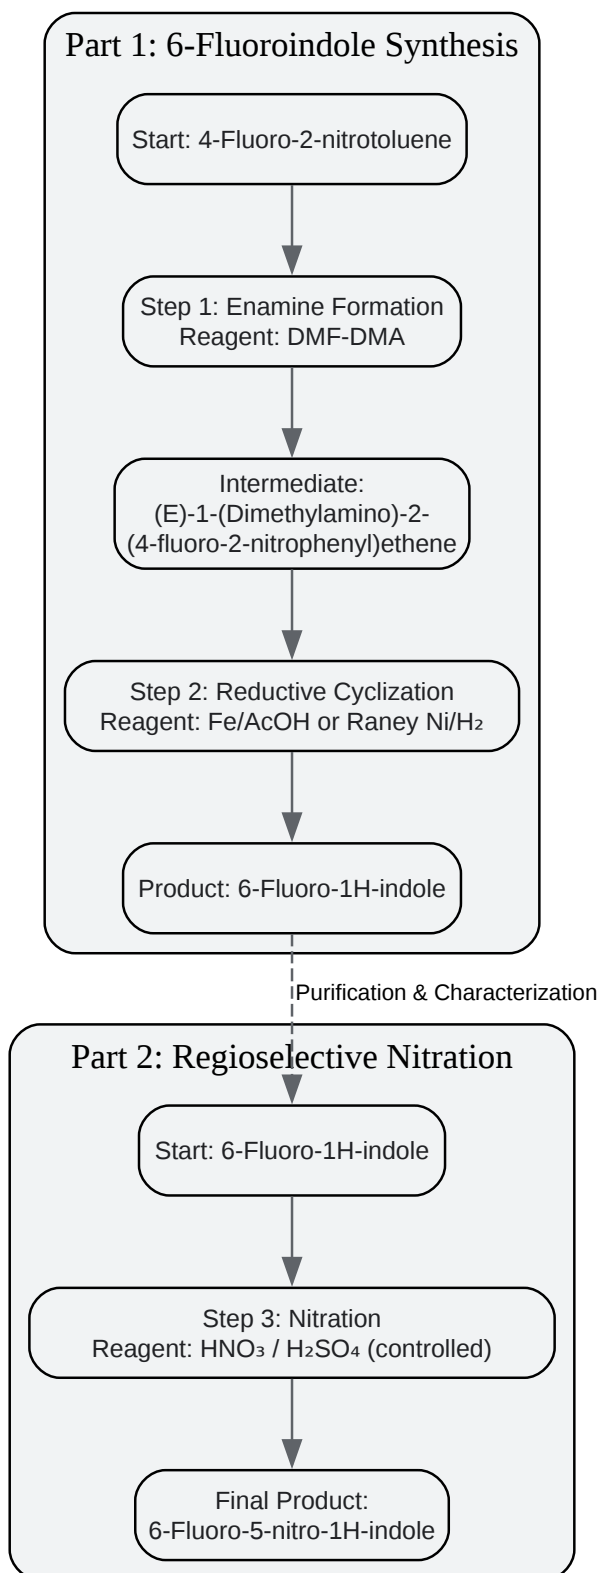 Part 1: 6-Fluoroindole Synthesis
Start: 4-Fluoro-2-nitrotoluene
Step 1: Enamine Formation
Reagent: DMF-DMA
Intermediate:
(E)-1-(Dimethylamino)-2-
(4-fluoro-2-nitrophenyl)ethene
Step 2: Reductive Cyclization
Reagent: Fe/AcOH or Raney Ni/H₂
Product: 6-Fluoro-1H-indole
Purification & Characterization
Part 2: Regioselective Nitration
Start: 6-Fluoro-1H-indole
Step 3: Nitration
Reagent: HNO₃ / H₂SO₄ (controlled)
Final Product:
6-Fluoro-5-nitro-1H-indole